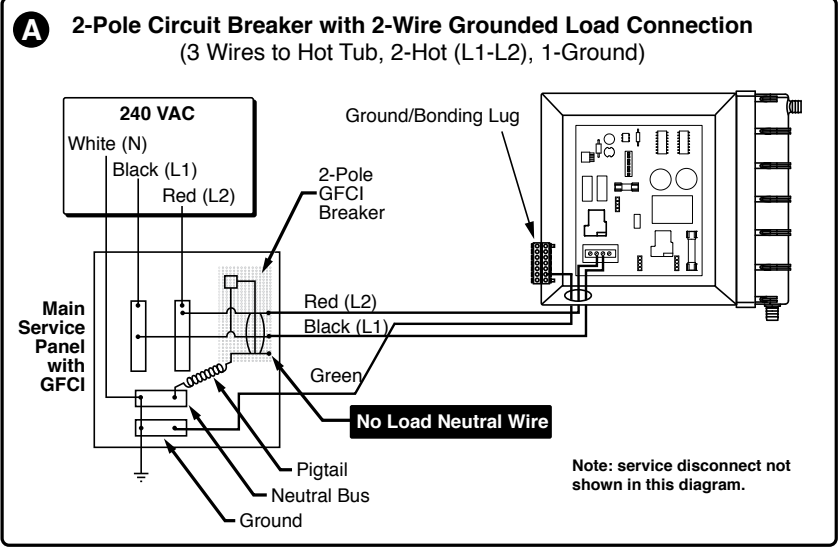 A
2-Pole Circuit Breaker with 2-Wire Grounded Load Connection
(3 Wires to Hot Tub, 2-Hot (L1-L2), 1-Ground)
240 VAC
White (N)
Black (L1)
Red (L2)
Ground/Bonding Lug
2-Pole
GFCI
Breaker
Main
Service
Panel
with
GFCI
Red (L2)
Black (L1)
Green
No Load Neutral Wire
Pigtail
Neutral Bus
Ground
Note: service disconnect not
shown in this diagram.